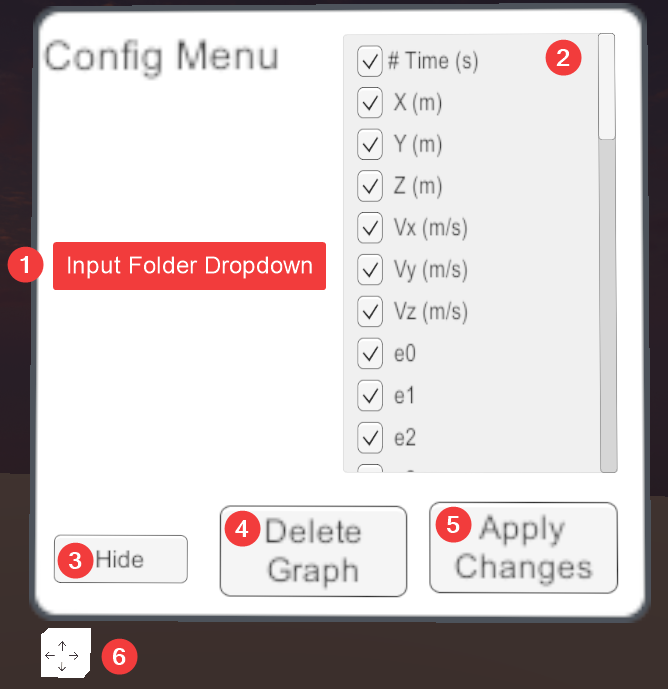 Config Menu
# Time (s)
2
X (m)
Y (m)
Z (m)
Vx (m/s)
1
Input Folder Dropdown
Vy (m/s)
Vz (m/s)
e0
e1
e2
3
Hide
4
Delete
Graph
5
Apply
Changes
6